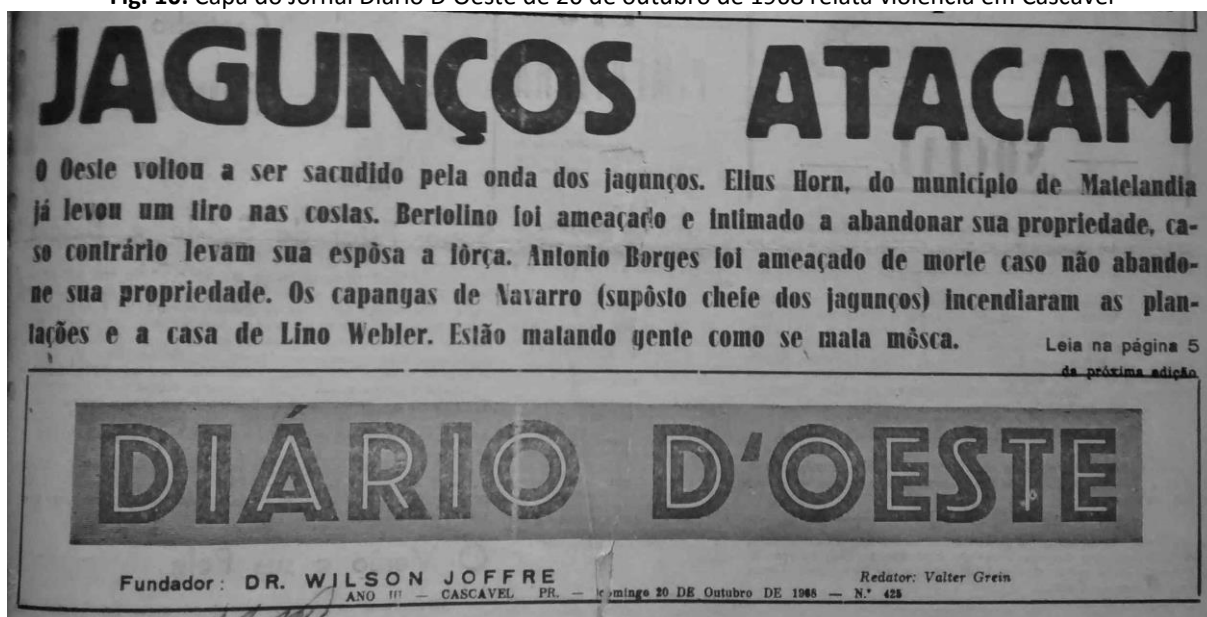 Fig. 10: Capa do Jornal Diário D'Oeste de 20 de outubro de 1968 relata violência em Cascavel
JAGUNÇOS ATACAM
O Oeste voltou a ser sacudido pela onda dos jagunços. Elius Horn, do município de Matelandia
já levou um tiro nas costas. Bertolino foi ameaçado e intimado a abandonar sua propriedade, ca-
so contrário levam sua espôsa a fôrça. Antonio Borges foi ameaçado de morte caso não abando-
ne sua propriedade. Os capangas de Navarro (supôsto chefe dos jagunços) incendiaram as plan-
tações e a casa de Lino Webler. Estão matando gente como se mata môsca. Leia na página 5
da próxima edição
DIÁRIO D'OESTE
Fundador: DR. WILSON JOFFRE Redator: Valter Grein
ANO III — CASCAVEL PR. — Domingo 20 DE Outubro DE 1968 — N.º 425